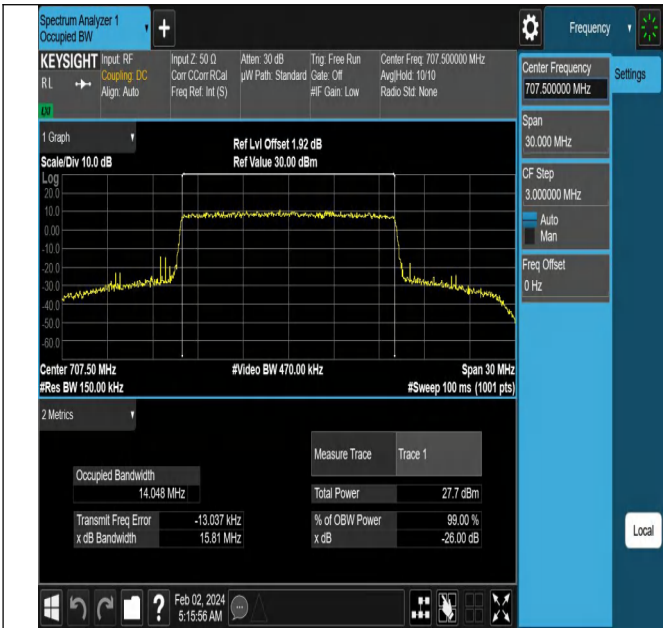 Spectrum Analyzer 1
Occupied BW
Frequency
KEYSIGHT
R L
LXI
Input: RF
Coupling: DC
Align: Auto
Input Z: 50 Ω
Corr CCorr RCal
Freq Ref: Int (S)
Atten: 30 dB
µW Path: Standard
Trig: Free Run
Gate: Off
#IF Gain: Low
Center Freq: 707.500000 MHz
Avg|Hold: 10/10
Radio Std: None
Center Frequency
707.500000 MHz
Settings
Span
30.000 MHz
CF Step
3.000000 MHz
Auto
Man
Freq Offset
0 Hz
Local
1 Graph
Scale/Div 10.0 dB
Ref Lvl Offset 1.92 dB
Ref Value 30.00 dBm
Log
20.0
10.0
0.00
-10.0
-20.0
-30.0
-40.0
-50.0
-60.0
Center 707.50 MHz
#Video BW 470.00 kHz
Span 30 MHz
#Res BW 150.00 kHz
#Sweep 100 ms (1001 pts)
2 Metrics
Measure Trace Trace 1
Occupied Bandwidth
14.048 MHz
Total Power 27.7 dBm
Transmit Freq Error -13.037 kHz
% of OBW Power 99.00 %
x dB Bandwidth 15.81 MHz
x dB -26.00 dB
?
Feb 02, 2024
5:15:56 AM